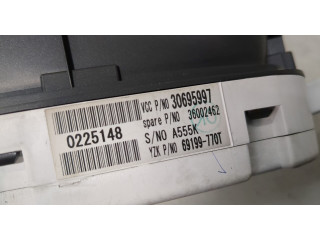 VCC P/NO 30695997
spare P/NO 36002462
0225148
S/NO A555K
YZK P/NO 69199-770T